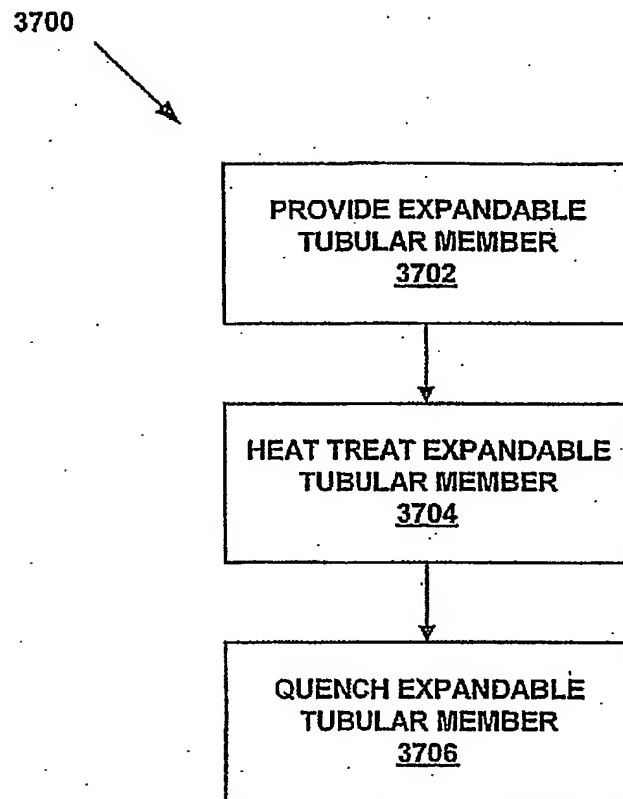 3700
PROVIDE EXPANDABLE
TUBULAR MEMBER
3702
HEAT TREAT EXPANDABLE
TUBULAR MEMBER
3704
QUENCH EXPANDABLE
TUBULAR MEMBER
3706